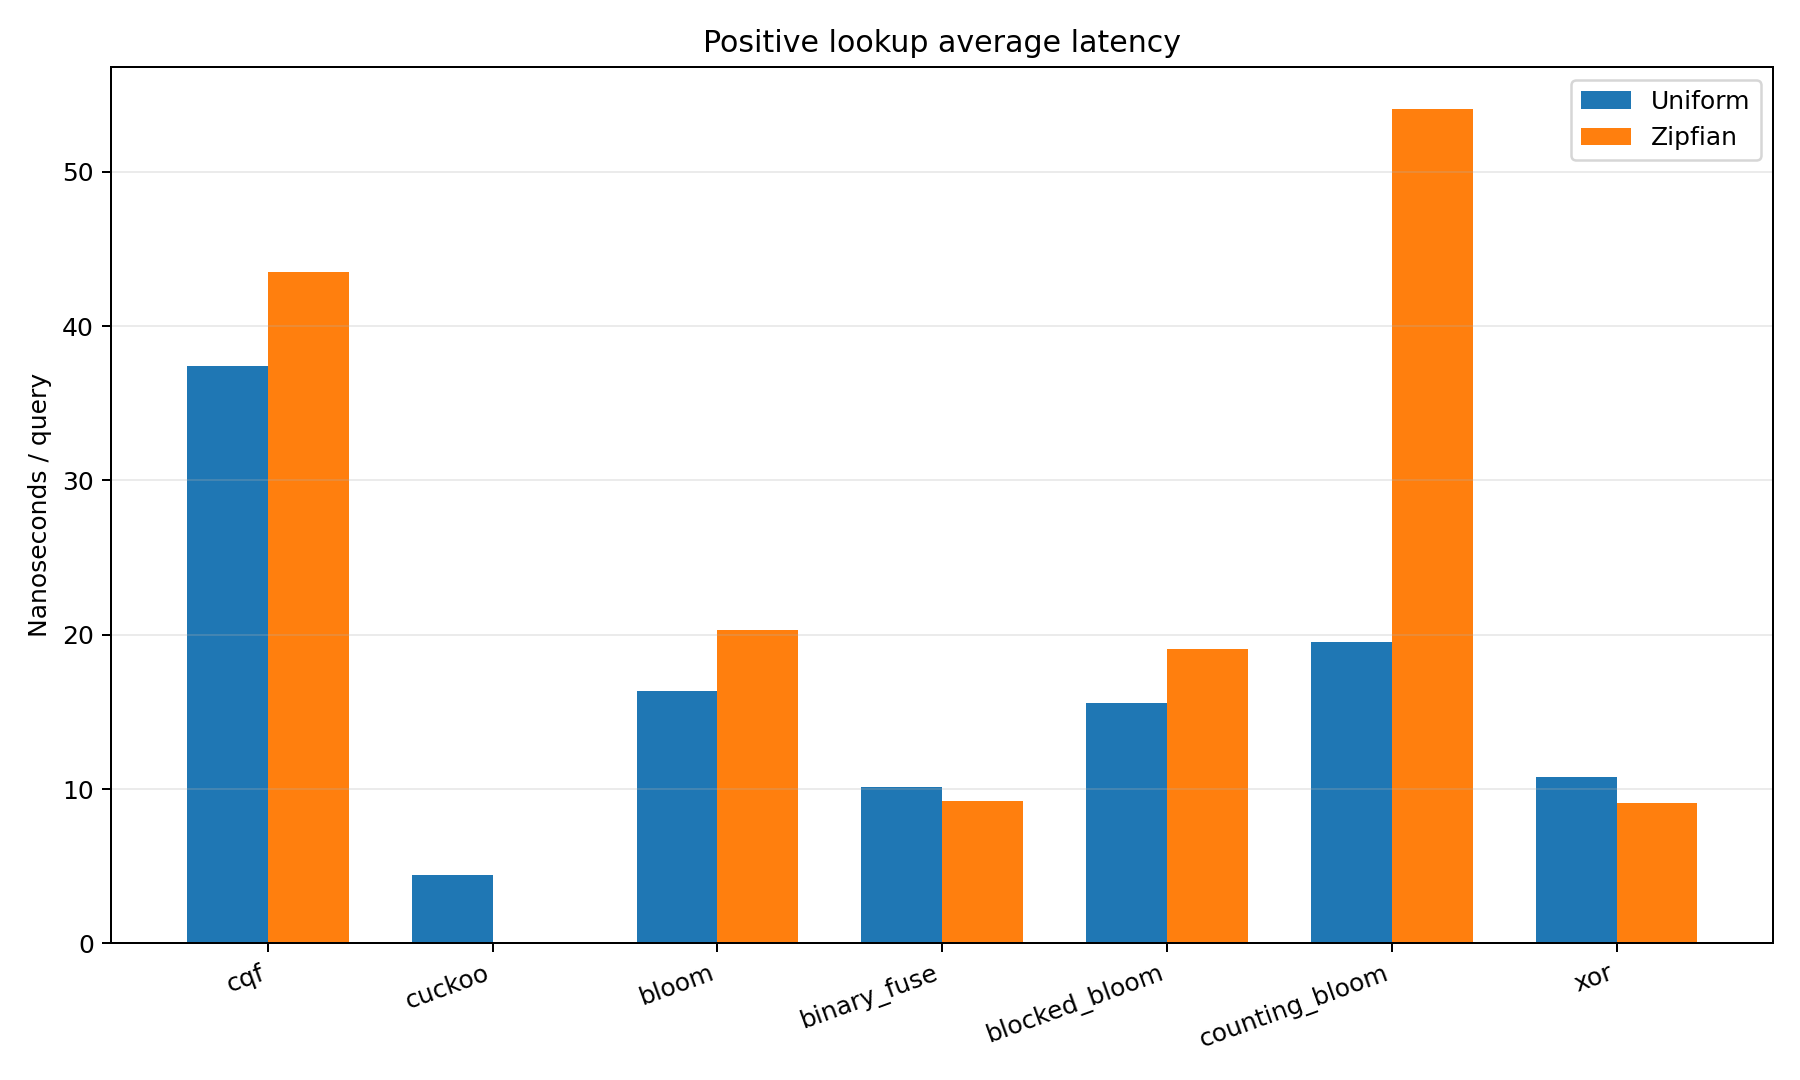 Positive lookup average latency
Uniform
Zipfian
Nanoseconds / query
50
40
30
20
10
0
cqf
cuckoo
bloom
binary_fuse
blocked_bloom
counting_bloom
xor